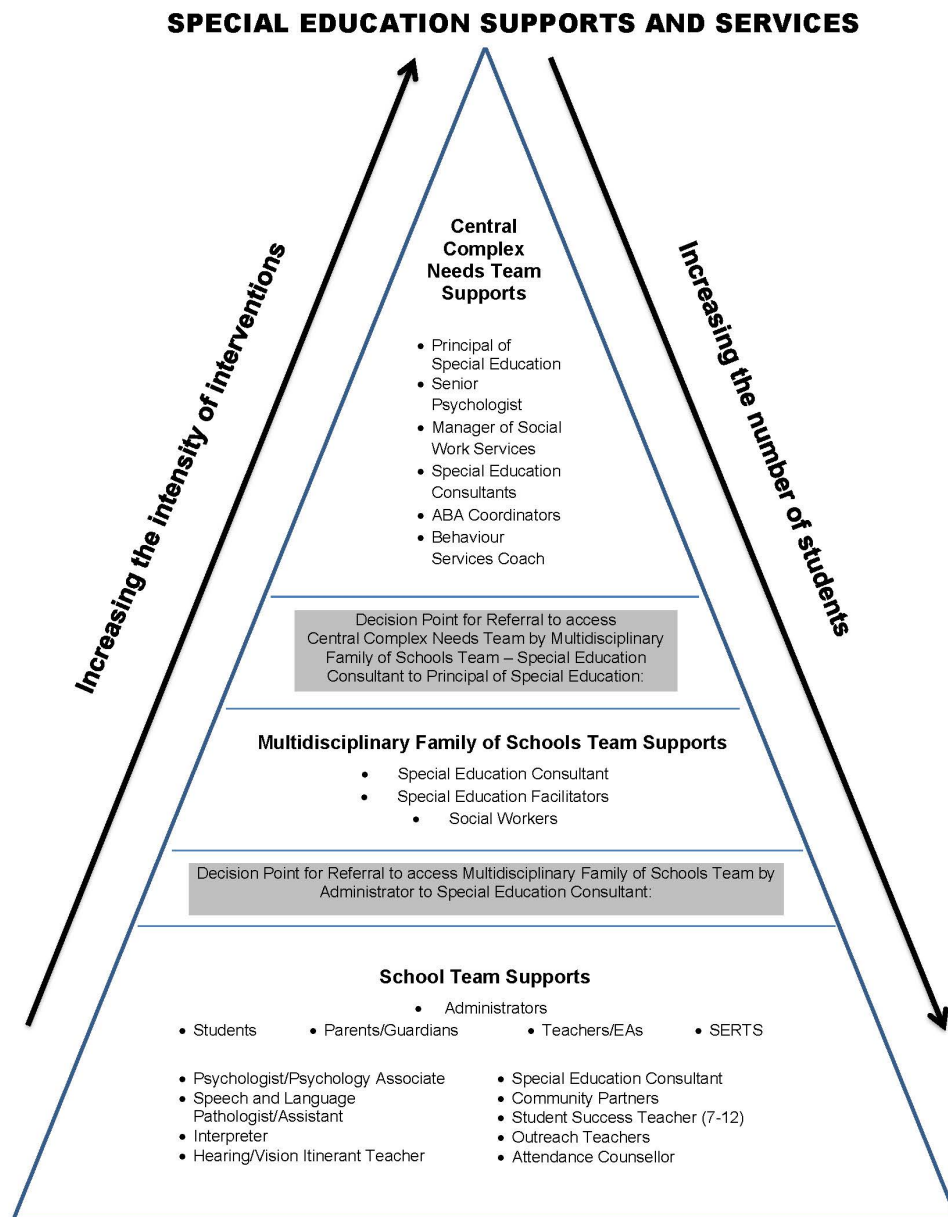 SPECIAL EDUCATION SUPPORTS AND SERVICES
Increasing the intensity of interventions
Increasing the number of students
Central
Complex
Needs Team
Supports
• Principal of
Special Education
• Senior
Psychologist
• Manager of Social
Work Services
• Special Education
Consultants
• ABA Coordinators
• Behaviour
Services Coach
Decision Point for Referral to access
Central Complex Needs Team by Multidisciplinary
Family of Schools Team – Special Education
Consultant to Principal of Special Education:
Multidisciplinary Family of Schools Team Supports
• Special Education Consultant
• Special Education Facilitators
• Social Workers
Decision Point for Referral to access Multidisciplinary Family of Schools Team by
Administrator to Special Education Consultant:
School Team Supports
• Administrators
• Students • Parents/Guardians • Teachers/EAs • SERTS
• Psychologist/Psychology Associate
• Speech and Language
Pathologist/Assistant
• Interpreter
• Hearing/Vision Itinerant Teacher
• Special Education Consultant
• Community Partners
• Student Success Teacher (7-12)
• Outreach Teachers
• Attendance Counsellor